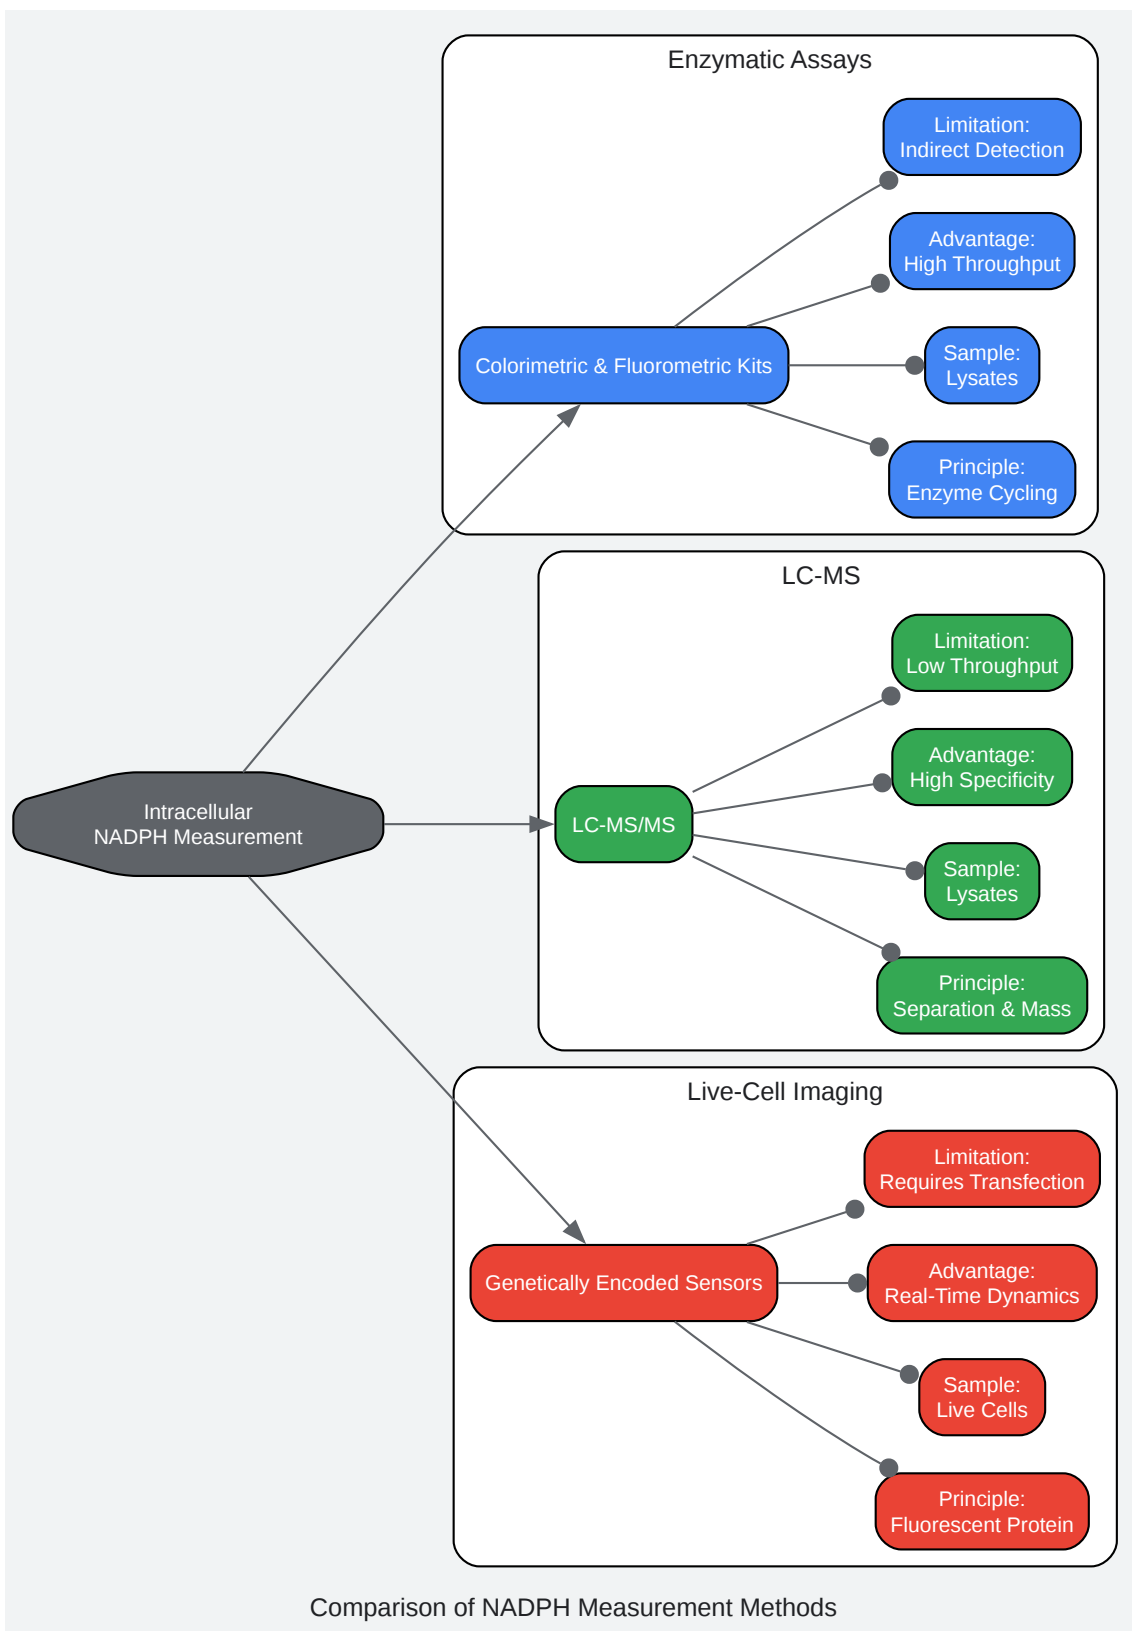 Enzymatic Assays
Limitation:
Indirect Detection
Advantage:
High Throughput
Colorimetric & Fluorometric Kits
Sample:
Lysates
Principle:
Enzyme Cycling
LC-MS
Limitation:
Low Throughput
Advantage:
High Specificity
Intracellular
NADPH Measurement
LC-MS/MS
Sample:
Lysates
Principle:
Separation & Mass
Live-Cell Imaging
Limitation:
Requires Transfection
Genetically Encoded Sensors
Advantage:
Real-Time Dynamics
Sample:
Live Cells
Principle:
Fluorescent Protein
Comparison of NADPH Measurement Methods